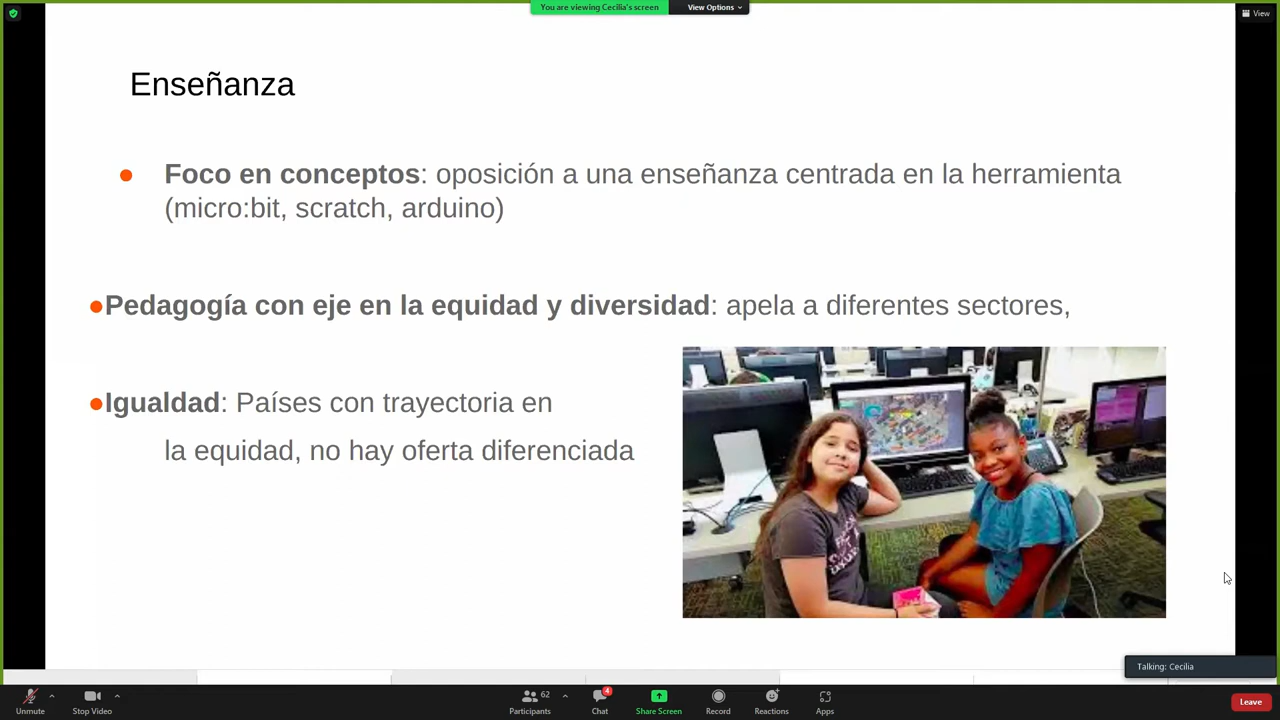 You are viewing Cecilia's screen
View Options
View
Enseñanza
● Foco en conceptos: oposición a una enseñanza centrada en la herramienta
(micro:bit, scratch, arduino)
●Pedagogía con eje en la equidad y diversidad: apela a diferentes sectores,
●Igualdad: Países con trayectoria en
la equidad, no hay oferta diferenciada
Talking: Cecilia
62
4
Unmute
Stop Video
Participants
Chat
Share Screen
Record
Reactions
Apps
Leave